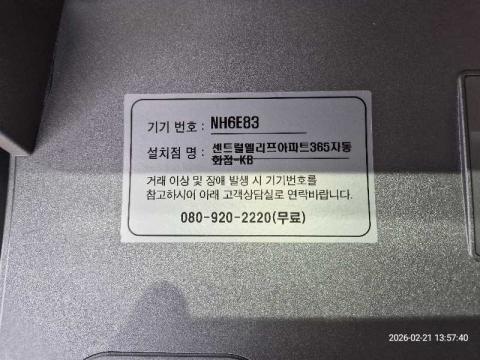 기기 번호 : NH6E83
설치점 명 : 센트럴엘리프아파트365자동
화점-KB
거래 이상 및 장애 발생 시 기기번호를
참고하시어 아래 고객상담실로 연락바랍니다.
080-920-2220(무료)
2026-02-21 13:57:40